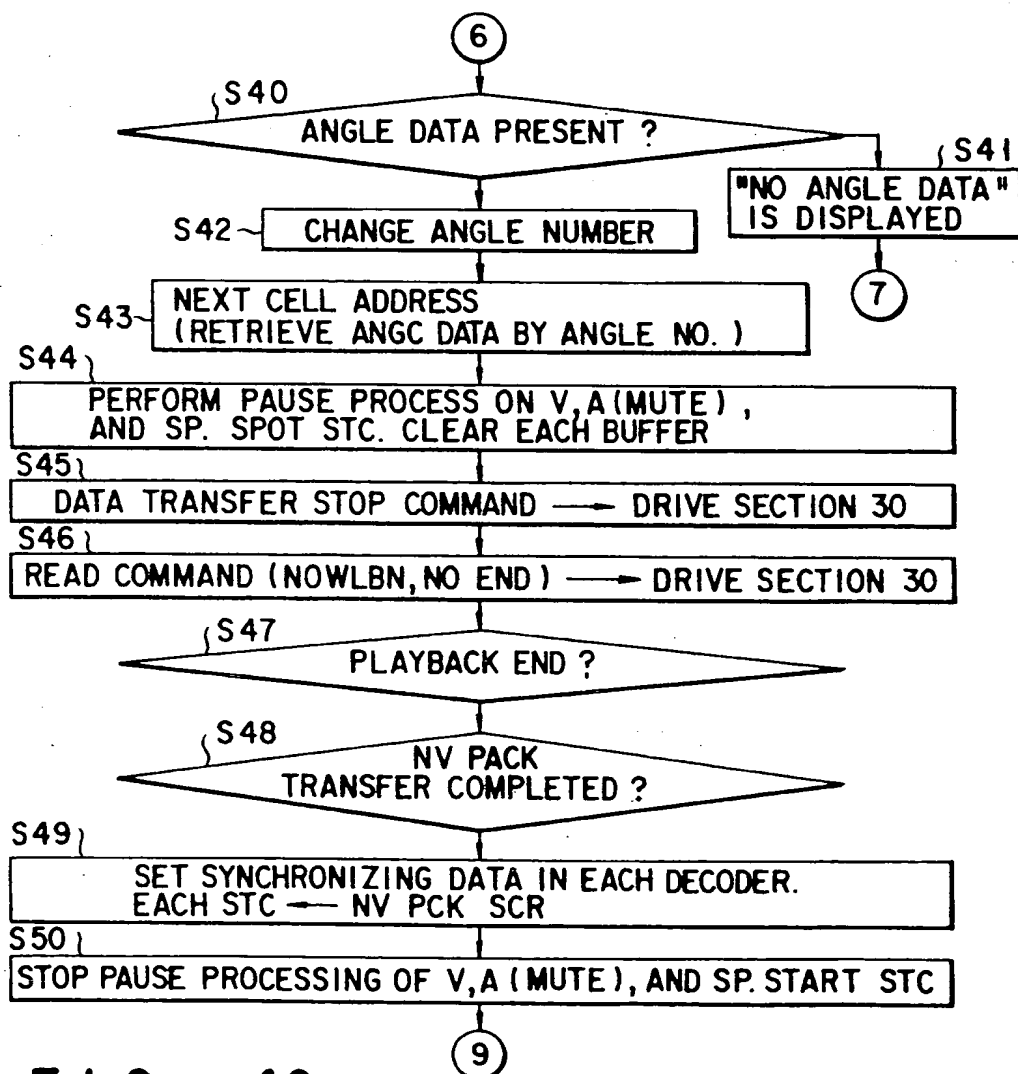 6
S40
ANGLE DATA PRESENT ?
S41
"NO ANGLE DATA"
IS DISPLAYED
7
S42
CHANGE ANGLE NUMBER
S43
NEXT CELL ADDRESS
(RETRIEVE ANGC DATA BY ANGLE NO. )
S44
PERFORM PAUSE PROCESS ON V,A(MUTE) ,
AND SP. SPOT STC. CLEAR EACH BUFFER
S45
DATA TRANSFER STOP COMMAND → DRIVE SECTION 30
S46
READ COMMAND (NOWLBN,NO END) → DRIVE SECTION 30
S47
PLAYBACK END ?
S48
NV PACK
TRANSFER COMPLETED ?
S49
SET SYNCHRONIZING DATA IN EACH DECODER.
EACH STC ← NV PCK SCR
S50
STOP PAUSE PROCESSING OF V,A (MUTE), AND SP. START STC
9